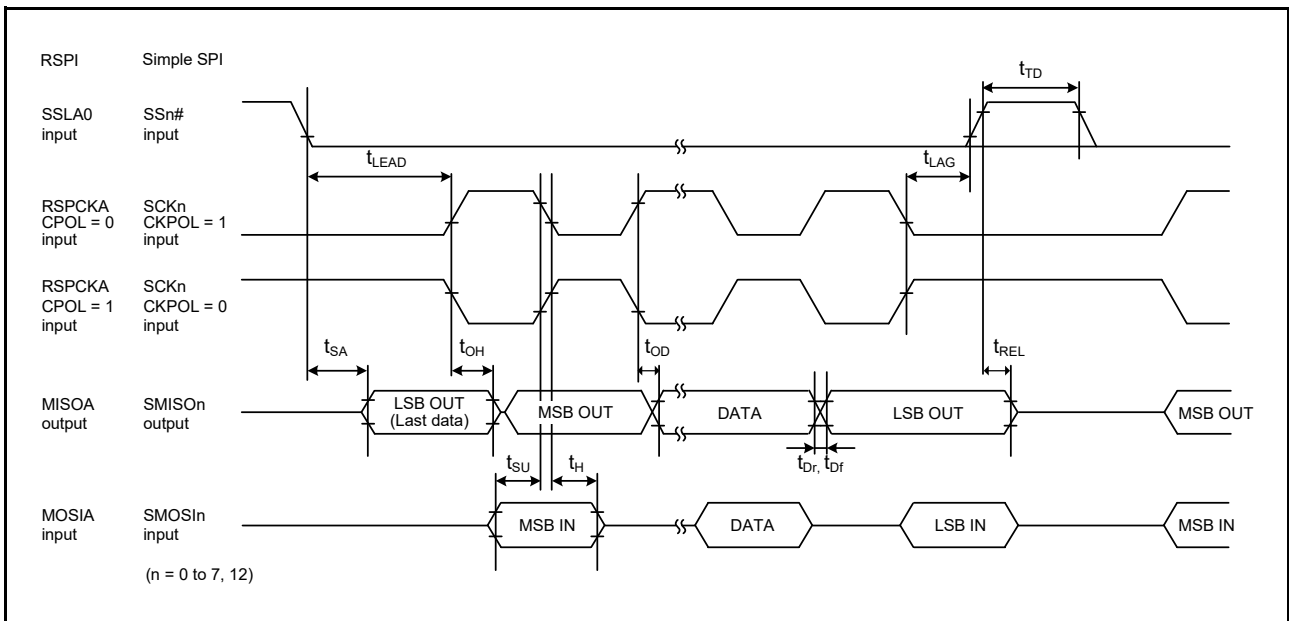 RSPI Simple SPI
tTD
SSLA0 SSn#
input input
tLEAD
tLAG
RSPCKA SCKn
CPOL = 0 CKPOL = 1
input input
RSPCKA SCKn
CPOL = 1 CKPOL = 0
input input
tSA tOH tOD tREL
MISOA SMISOn
output output
LSB OUT
(Last data)
MSB OUT DATA LSB OUT MSB OUT
tSU tH tDr, tDf
MOSIA SMOSIn
input input
MSB IN DATA LSB IN MSB IN
(n = 0 to 7, 12)